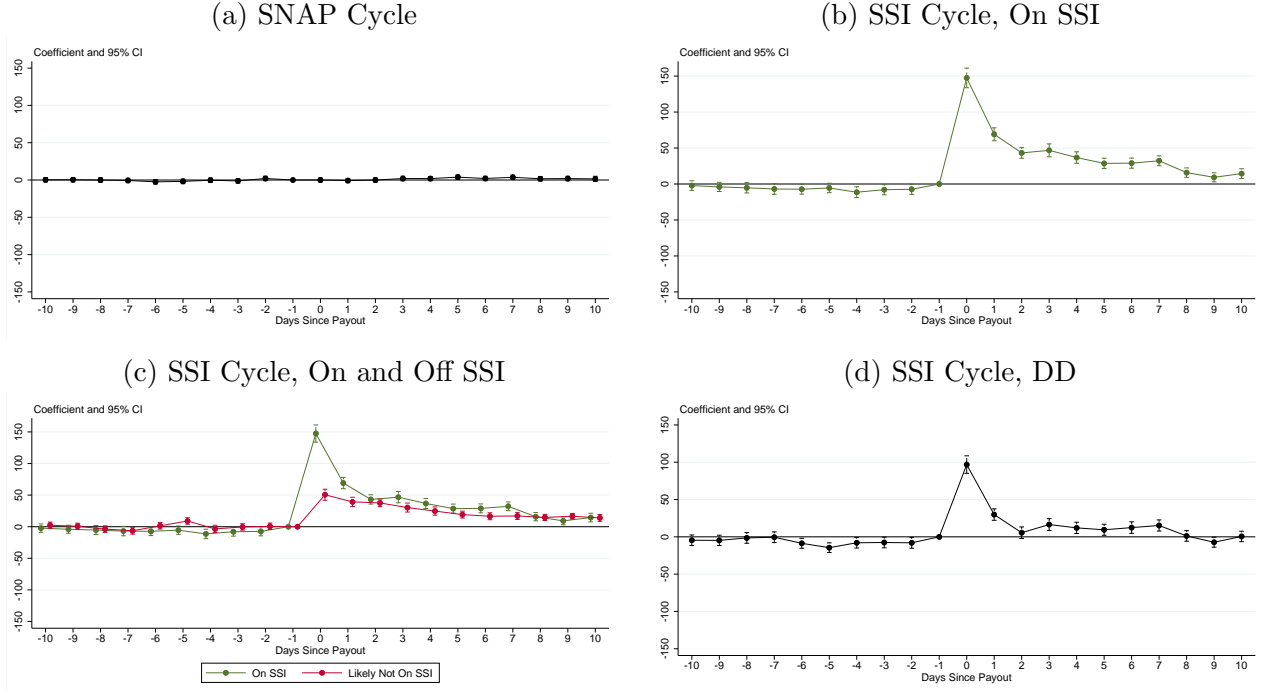 (a) SNAP Cycle
Coefficient and 95% CI
150
100
50
0
-50
-100
-150
-10 -9 -8 -7 -6 -5 -4 -3 -2 -1 0 1 2 3 4 5 6 7 8 9 10
Days Since Payout
(b) SSI Cycle, On SSI
Coefficient and 95% CI
150
100
50
0
-50
-100
-150
-10 -9 -8 -7 -6 -5 -4 -3 -2 -1 0 1 2 3 4 5 6 7 8 9 10
Days Since Payout
(c) SSI Cycle, On and Off SSI
Coefficient and 95% CI
150
100
50
0
-50
-100
-150
-10 -9 -8 -7 -6 -5 -4 -3 -2 -1 0 1 2 3 4 5 6 7 8 9 10
Days Since Payout
On SSI Likely Not On SSI
(d) SSI Cycle, DD
Coefficient and 95% CI
150
100
50
0
-50
-100
-150
-10 -9 -8 -7 -6 -5 -4 -3 -2 -1 0 1 2 3 4 5 6 7 8 9 10
Days Since Payout